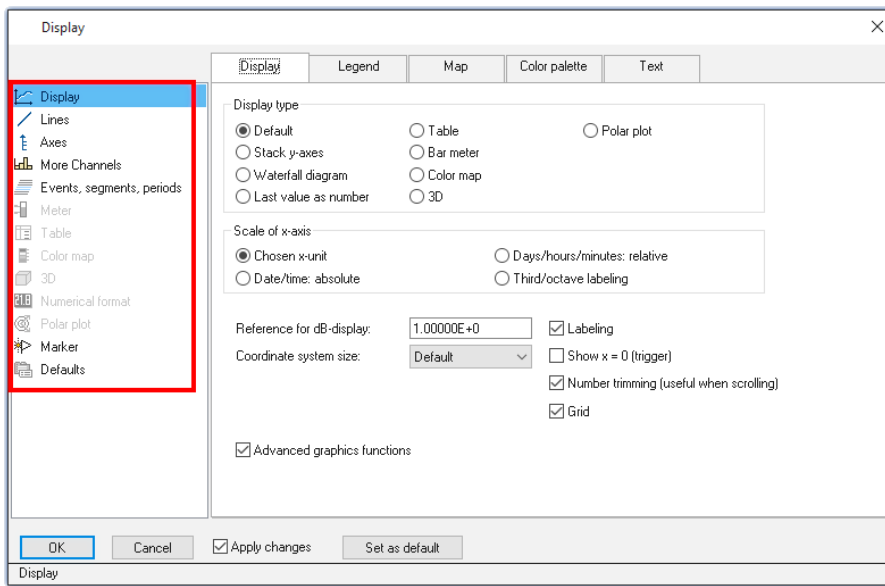 Display
Display Legend Map Color palette Text
Display
Lines
Axes
More Channels
Events, segments, periods
Meter
Table
Color map
3D
Numerical format
Polar plot
Marker
Defaults
Display type
Default Table Polar plot
Stack y-axes Bar meter
Waterfall diagram Color map
Last value as number 3D
Scale of x-axis
Chosen x-unit Days/hours/minutes: relative
Date/time: absolute Third/octave labeling
Reference for dB-display: 1.00000E+0 Labeling
Coordinate system size: Default Show x = 0 (trigger)
Number trimming (useful when scrolling)
Grid
Advanced graphics functions
OK Cancel Apply changes Set as default
Display